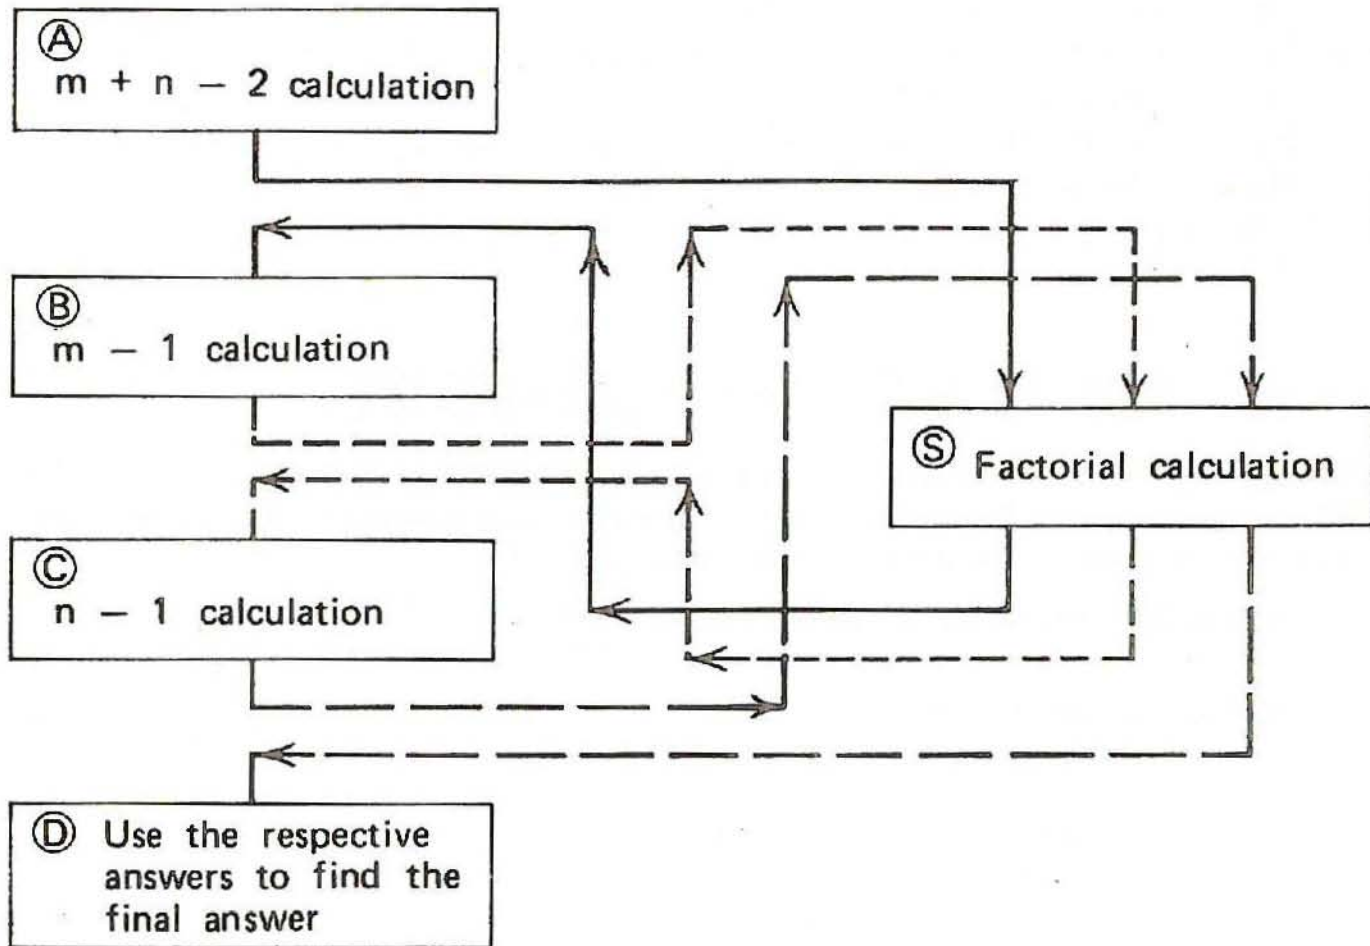 Ⓐ
m + n − 2 calculation
Ⓑ
m − 1 calculation
Ⓢ Factorial calculation
Ⓒ
n − 1 calculation
Ⓓ Use the respective
answers to find the
final answer